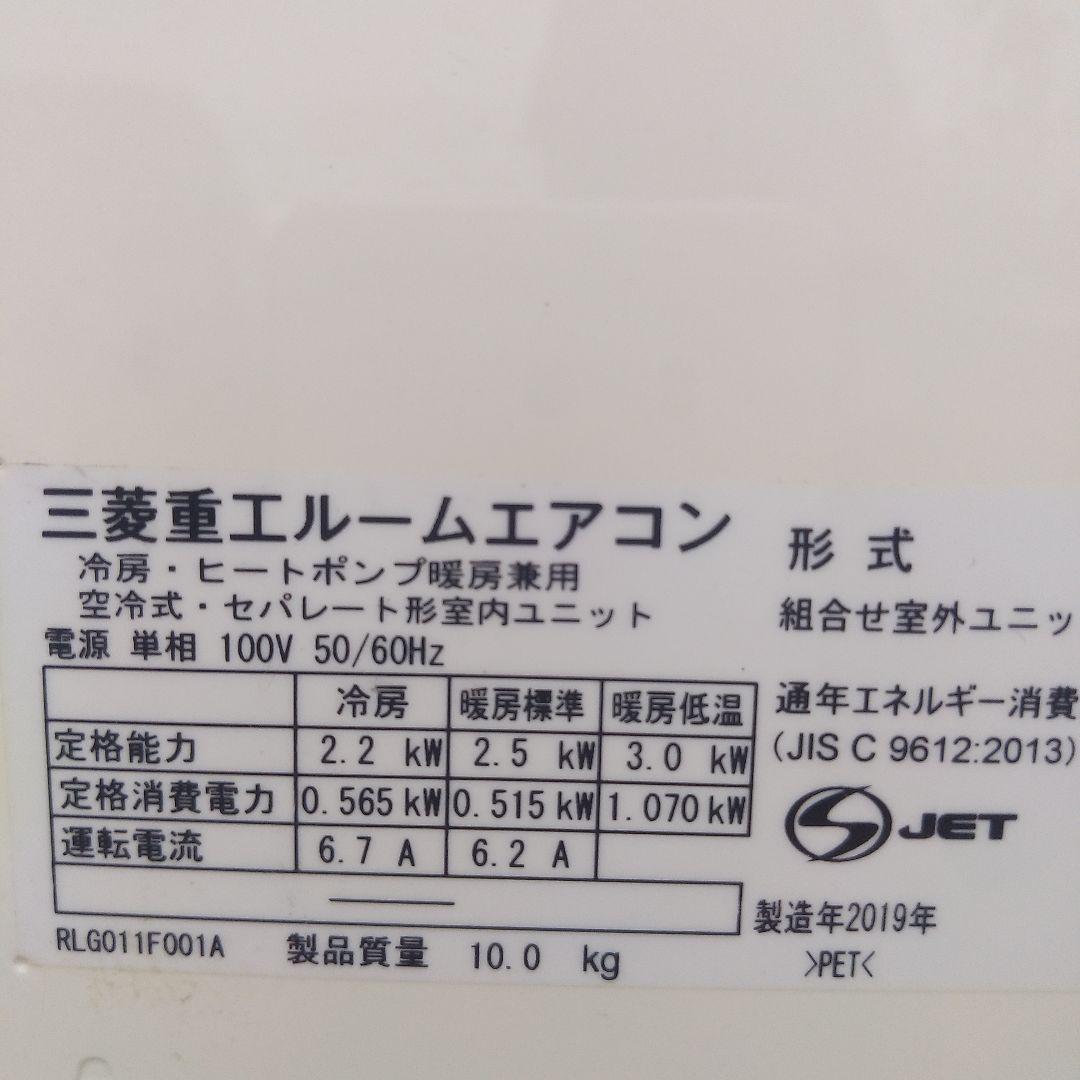 三菱重工ルームエアコン
冷房・ヒートポンプ暖房兼用
空冷式・セパレート形室内ユニット
電源 単相 100V 50/60Hz
冷房 暖房標準 暖房低温
定格能力 2.2 kW 2.5 kW 3.0 kW
定格消費電力 0.565 kW 0.515 kW 1.070 kW
運転電流 6.7 A 6.2 A
RLG011F001A 製品質量 10.0 kg
形式
組合せ室外ユニッ
通年エネルギー消費
(JIS C 9612:2013)
JET
製造年2019年
>PET<